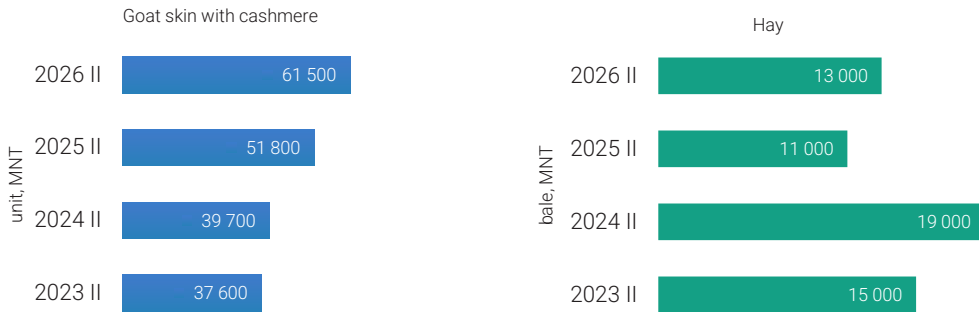 Goat skin with cashmere
unit, MNT
2026 II
61 500
2025 II
51 800
2024 II
39 700
2023 II
37 600
Hay
bale, MNT
2026 II
13 000
2025 II
11 000
2024 II
19 000
2023 II
15 000